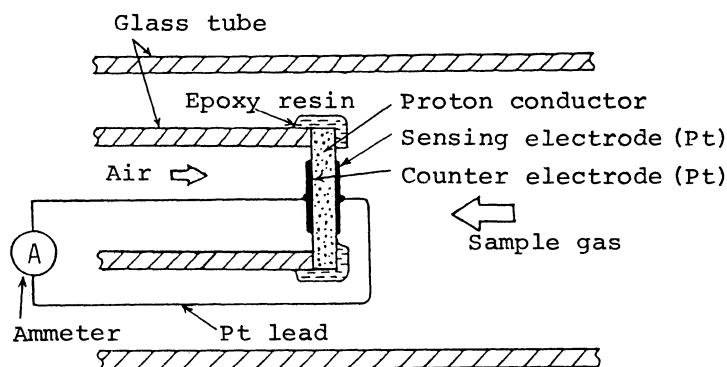 Glass tube
Epoxy resin
Proton conductor
Sensing electrode (Pt)
Air
Counter electrode (Pt)
Sample gas
A
Ammeter
Pt lead